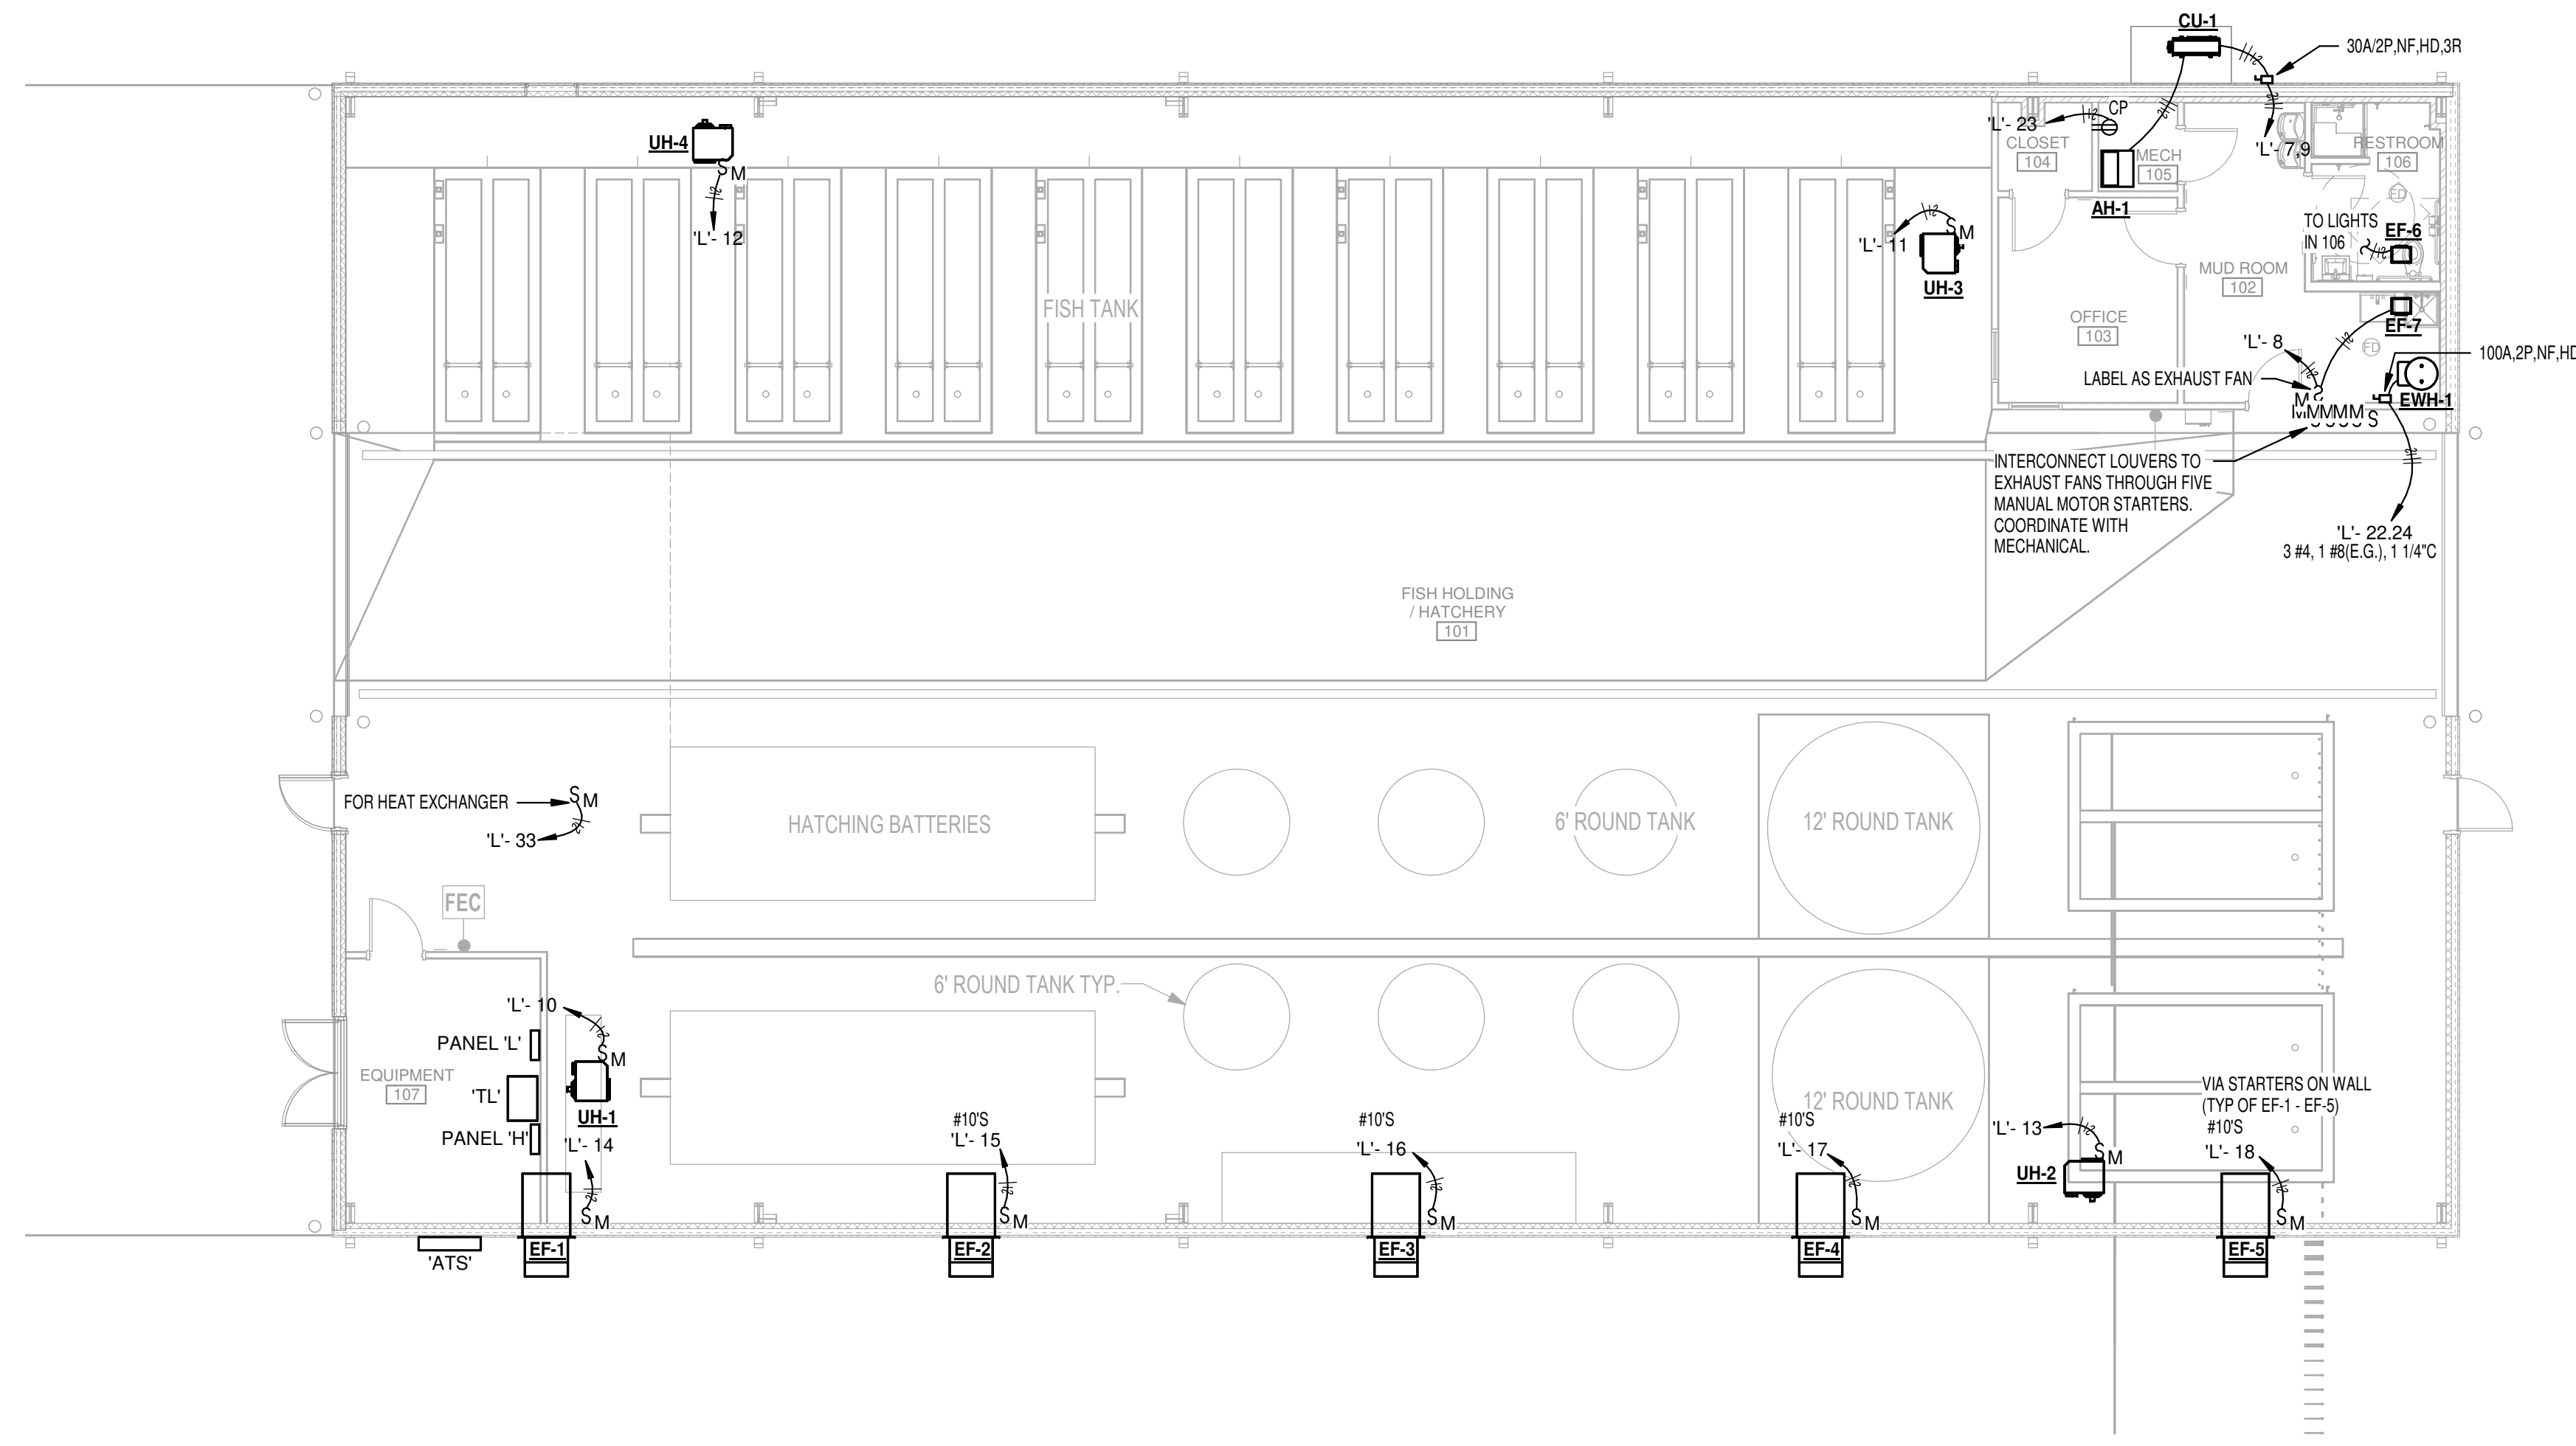 CU-1
30A/2P,NF,HD,3R
CP
'L'- 23
CLOSET
104
MECH
105
'L'- 7,9
RESTROOM
106
UH-4
S
M
'L'- 12
AH-1
FD
TO LIGHTS
IN 106
EF-6
S
M
'L'- 11
UH-3
MUD ROOM
102
FISH TANK
OFFICE
103
EF-7
'L'- 8
FD
100A,2P,NF,HD
LABEL AS EXHAUST FAN
S
M
EWH-1
MMMMM
S
INTERCONNECT LOUVERS TO
EXHAUST FANS THROUGH FIVE
MANUAL MOTOR STARTERS.
COORDINATE WITH
MECHANICAL.
'L'- 22.24
3 #4, 1 #8(E.G.), 1 1/4"C
FISH HOLDING
/ HATCHERY
101
FOR HEAT EXCHANGER
S
M
'L'- 33
HATCHING BATTERIES
6' ROUND TANK
12' ROUND TANK
FEC
6' ROUND TANK TYP.
'L'- 10
PANEL 'L'
S
M
EQUIPMENT
107
'TL'
UH-1
PANEL 'H'
'L'- 14
#10'S
'L'- 15
#10'S
'L'- 16
12' ROUND TANK
#10'S
'L'- 17
VIA STARTERS ON WALL
(TYP OF EF-1 - EF-5)
#10'S
'L'- 18
'L'- 13
S
M
UH-2
S
M
S
M
S
M
S
M
S
M
EF-1
EF-2
EF-3
EF-4
EF-5
'ATS'